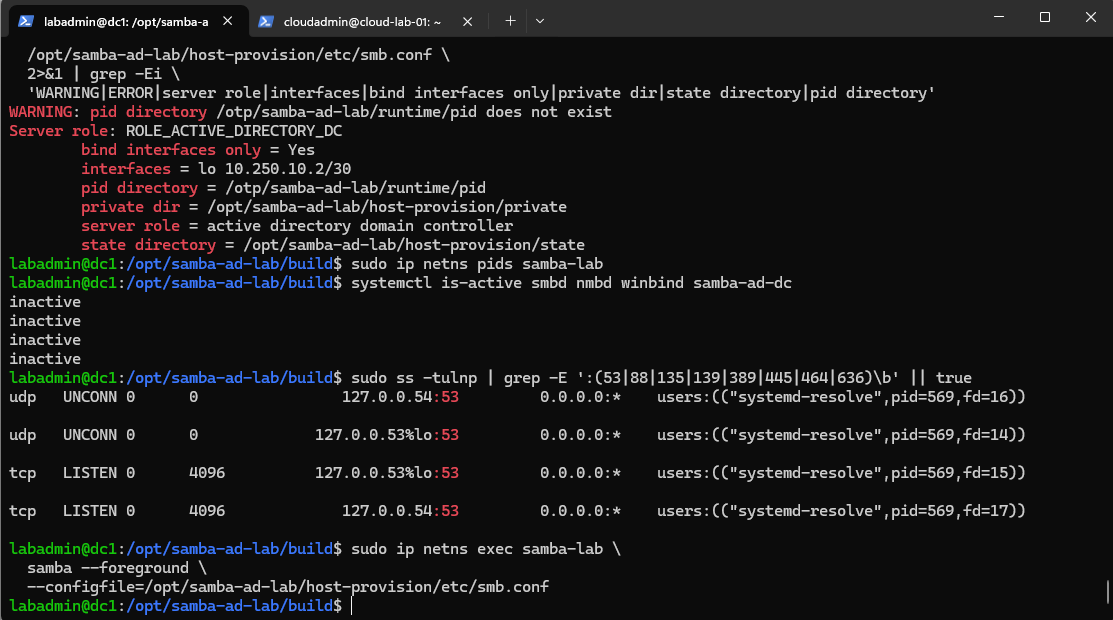 labadmin@dc1: /opt/samba-a
cloudadmin@cloud-lab-01: ~
/opt/samba-ad-lab/host-provision/etc/smb.conf \
2>&1 | grep -Ei \
'WARNING|ERROR|server role|interfaces|bind interfaces only|private dir|state directory|pid directory'
WARNING: pid directory /otp/samba-ad-lab/runtime/pid does not exist
Server role: ROLE_ACTIVE_DIRECTORY_DC
bind interfaces only = Yes
interfaces = lo 10.250.10.2/30
pid directory = /otp/samba-ad-lab/runtime/pid
private dir = /opt/samba-ad-lab/host-provision/private
server role = active directory domain controller
state directory = /opt/samba-ad-lab/host-provision/state
labadmin@dc1:/opt/samba-ad-lab/build$ sudo ip netns pids samba-lab
labadmin@dc1:/opt/samba-ad-lab/build$ systemctl is-active smbd nmbd winbind samba-ad-dc
inactive
inactive
inactive
inactive
labadmin@dc1:/opt/samba-ad-lab/build$ sudo ss -tulnp | grep -E ':(53|88|135|139|389|445|464|636)\b' || true
udp UNCONN 0 0 127.0.0.54:53 0.0.0.0:* users:(("systemd-resolve",pid=569,fd=16))
udp UNCONN 0 0 127.0.0.53%lo:53 0.0.0.0:* users:(("systemd-resolve",pid=569,fd=14))
tcp LISTEN 0 4096 127.0.0.53%lo:53 0.0.0.0:* users:(("systemd-resolve",pid=569,fd=15))
tcp LISTEN 0 4096 127.0.0.54:53 0.0.0.0:* users:(("systemd-resolve",pid=569,fd=17))
labadmin@dc1:/opt/samba-ad-lab/build$ sudo ip netns exec samba-lab \
samba --foreground \
--configfile=/opt/samba-ad-lab/host-provision/etc/smb.conf
labadmin@dc1:/opt/samba-ad-lab/build$